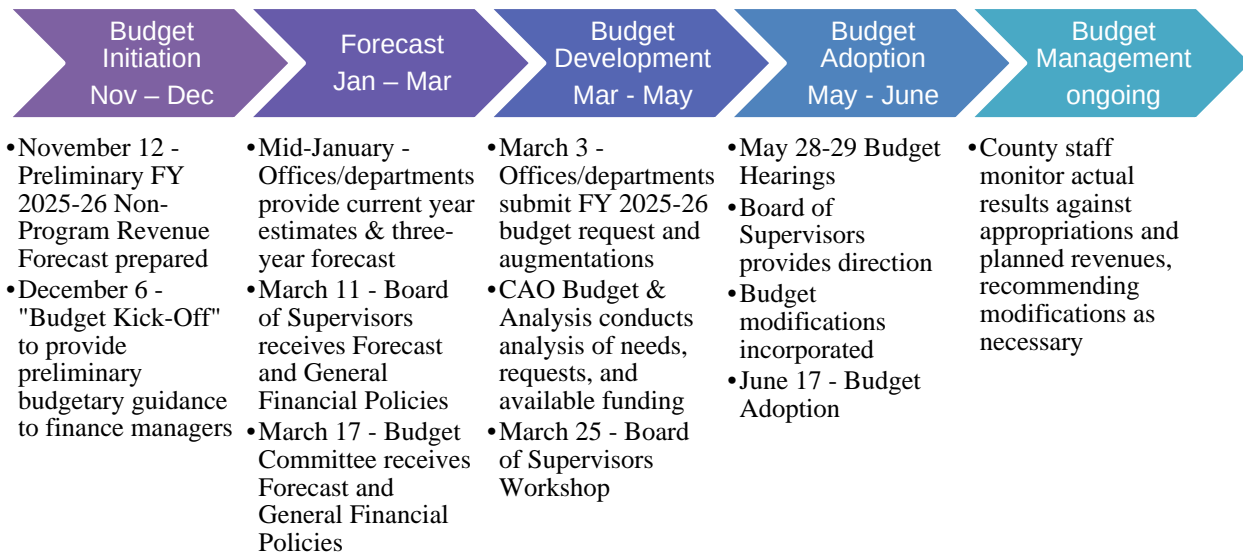 Budget
Initiation
Nov – Dec
Forecast
Jan – Mar
Budget
Development
Mar - May
Budget
Adoption
May - June
Budget
Management
ongoing
•November 12 -
Preliminary FY
2025-26 Non-
Program Revenue
Forecast prepared
•December 6 -
"Budget Kick-Off"
to provide
preliminary
budgetary guidance
to finance managers
•Mid-January -
Offices/departments
provide current year
estimates & three-
year forecast
•March 11 - Board
of Supervisors
receives Forecast
and General
Financial Policies
•March 17 - Budget
Committee receives
Forecast and
General Financial
Policies
•March 3 -
Offices/departments
submit FY 2025-26
budget request and
augmentations
•CAO Budget &
Analysis conducts
analysis of needs,
requests, and
available funding
•March 25 - Board
of Supervisors
Workshop
•May 28-29 Budget
Hearings
•Board of
Supervisors
provides direction
•Budget
modifications
incorporated
•June 17 - Budget
Adoption
•County staff
monitor actual
results against
appropriations and
planned revenues,
recommending
modifications as
necessary